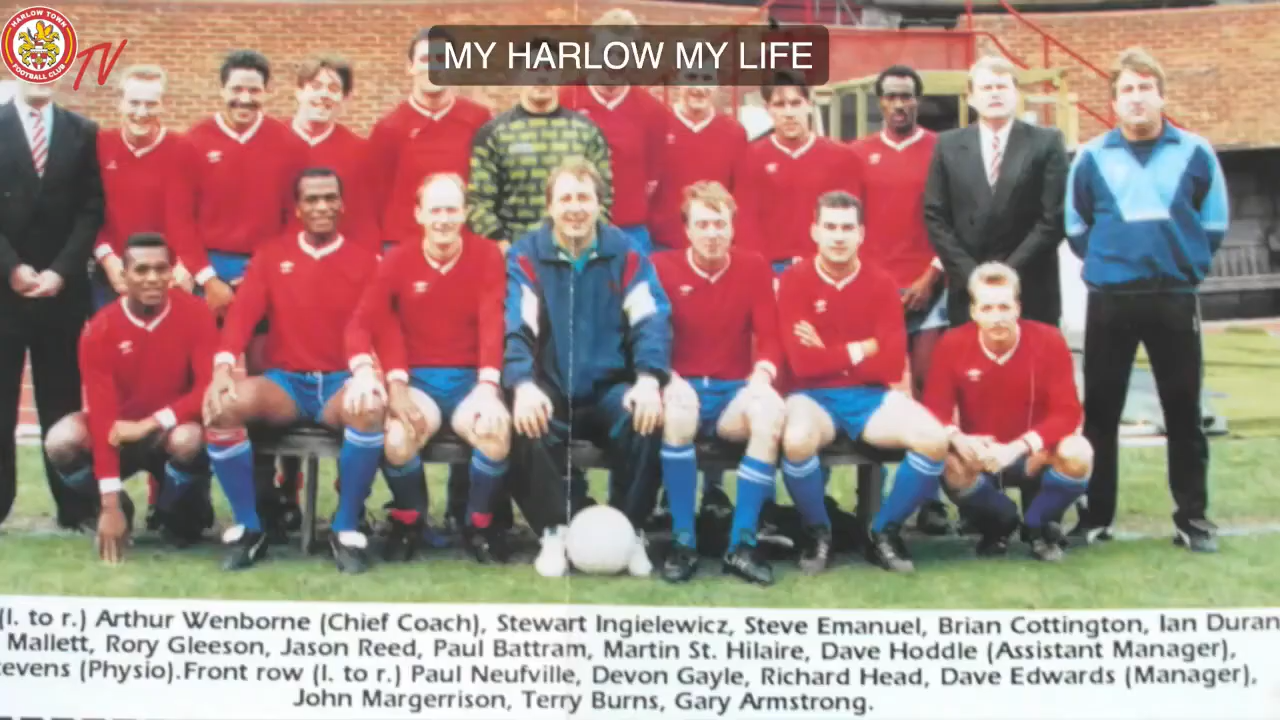 HARLOW TOWN
FOOTBALL CLUB
TV
MY HARLOW MY LIFE
(l. to r.) Arthur Wenborne (Chief Coach), Stewart Ingielewicz, Steve Emanuel, Brian Cottington, Ian Duran
Mallett, Rory Gleeson, Jason Reed, Paul Battram, Martin St. Hilaire, Dave Hoddle (Assistant Manager),
evens (Physio).Front row (l. to r.) Paul Neufville, Devon Gayle, Richard Head, Dave Edwards (Manager),
John Margerrison, Terry Burns, Gary Armstrong.